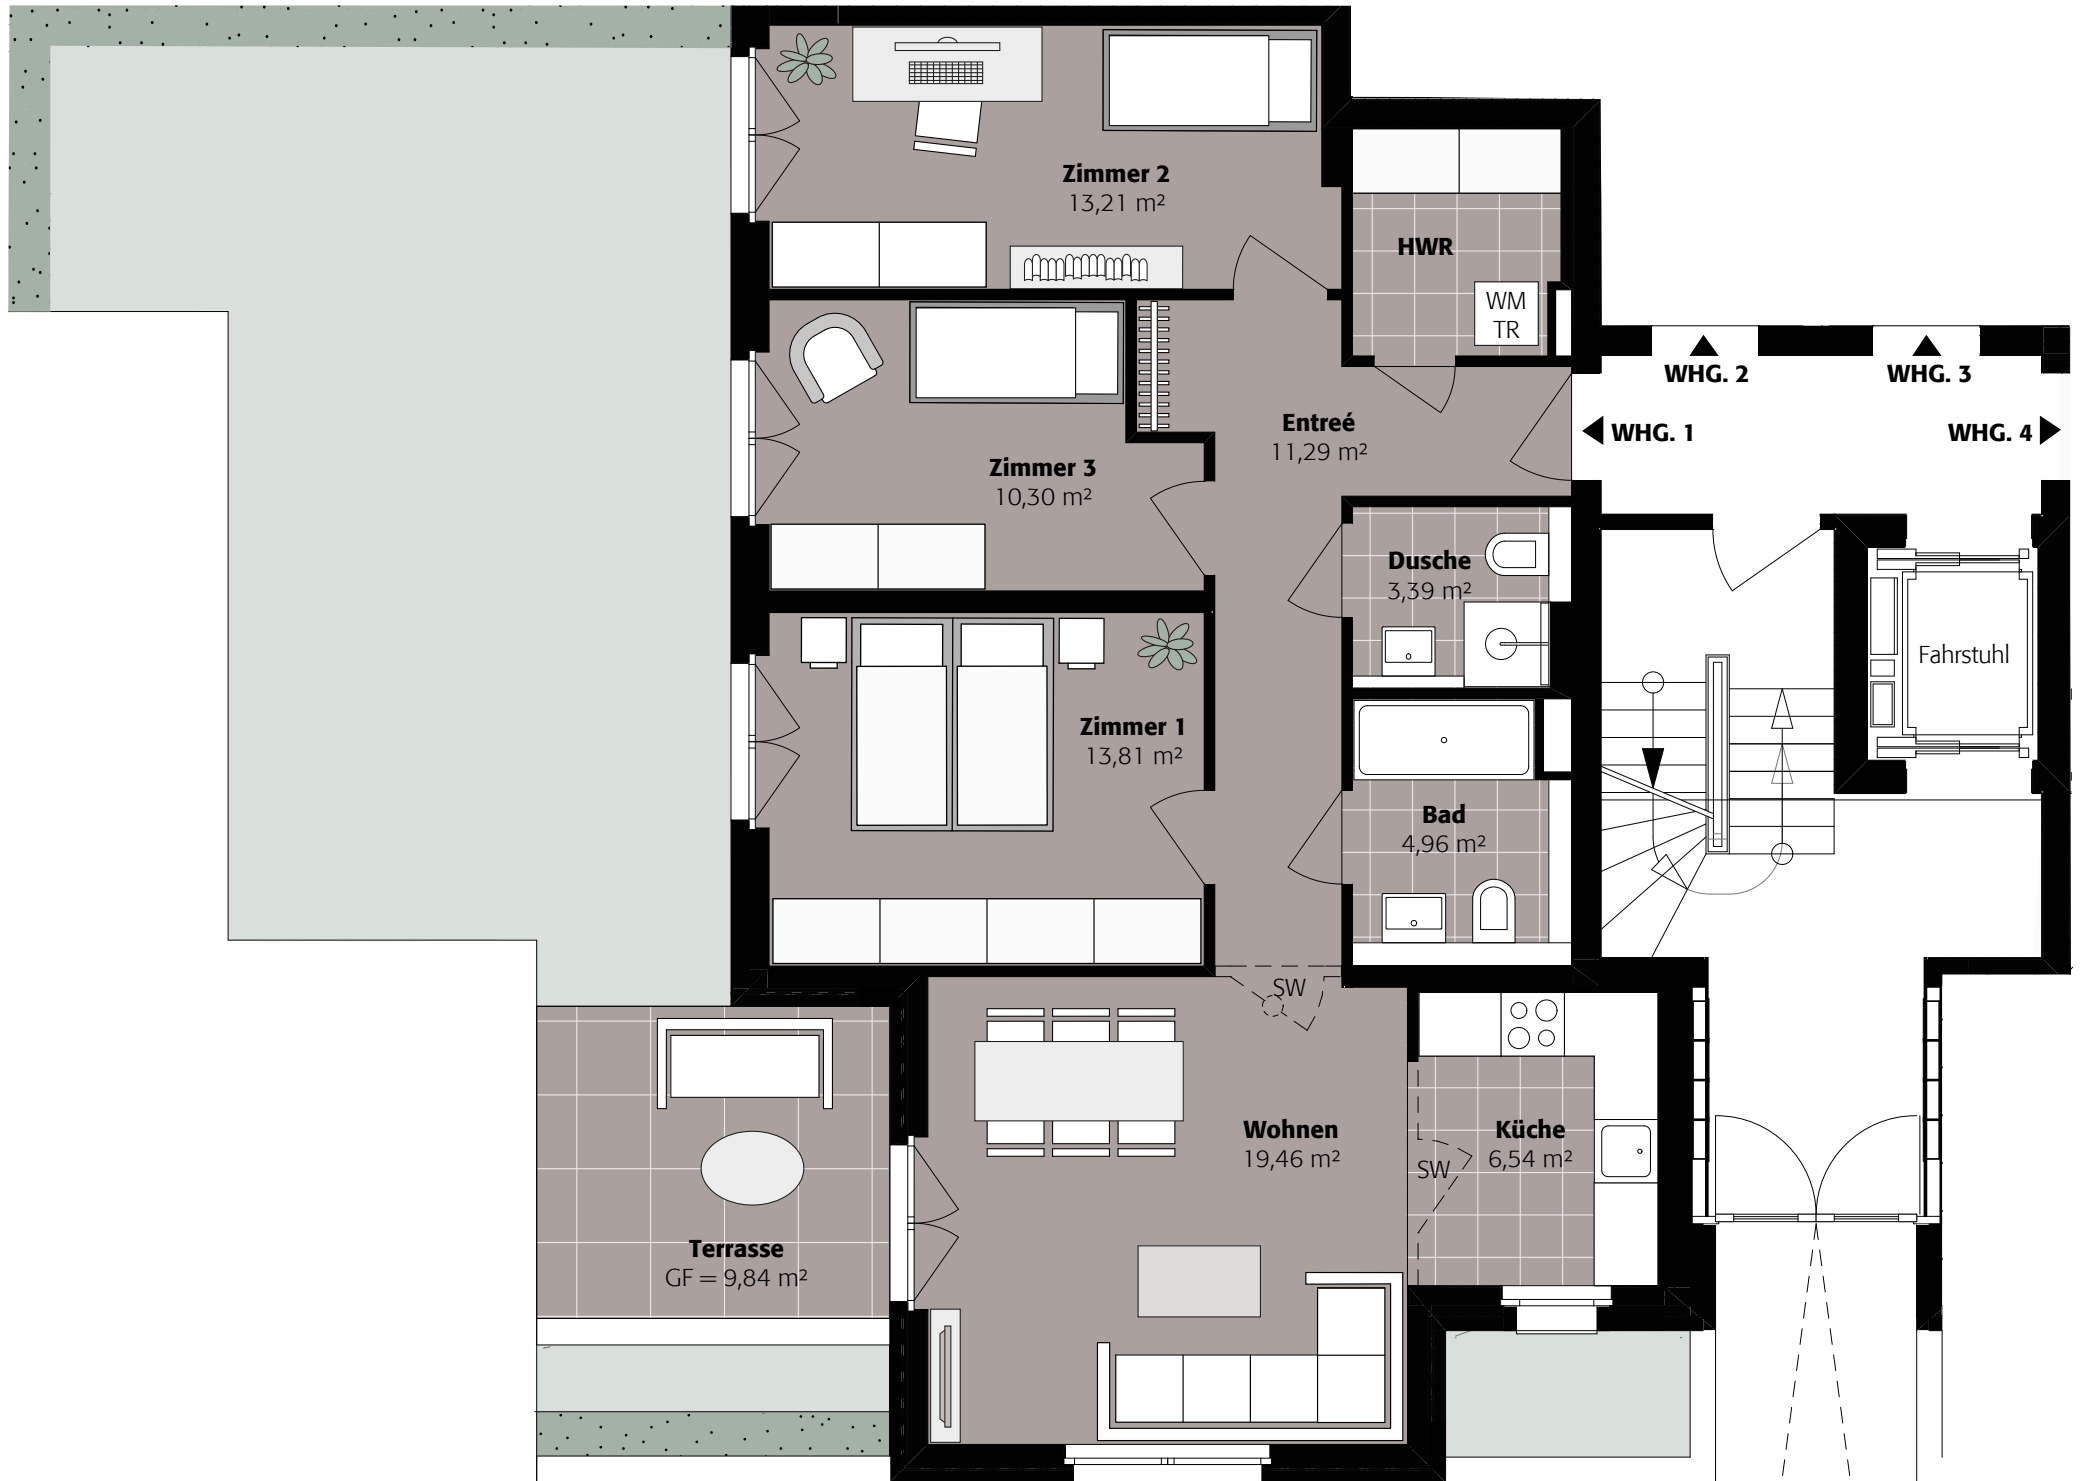 Zimmer 2
13,21 m²
HWR
WM
TR
WHG. 2
WHG. 3
Entreé
11,29 m²
WHG. 1
WHG. 4
Zimmer 3
10,30 m²
Dusche
3,39 m²
Fahrstuhl
Zimmer 1
13,81 m²
Bad
4,96 m²
SW
Wohnen
19,46 m²
Küche
6,54 m²
SW
Terrasse
GF = 9,84 m²